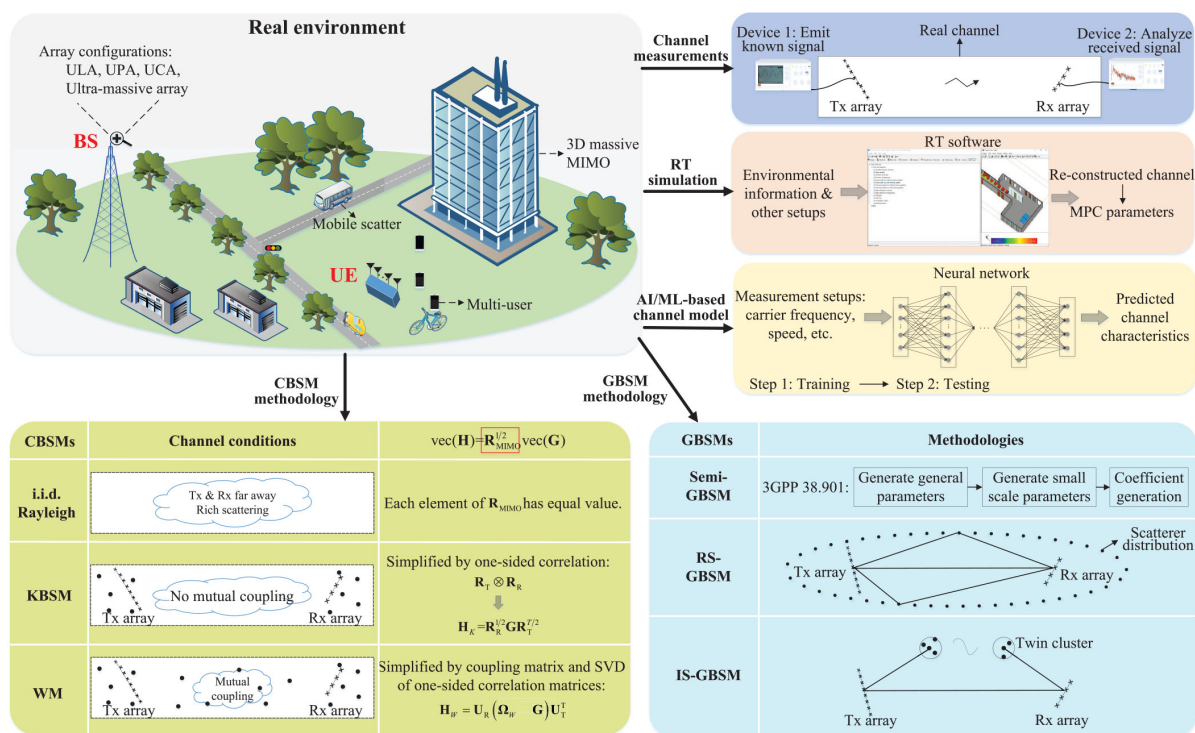 Real environment
Array configurations:
ULA, UPA, UCA,
Ultra-massive array
BS
3D massive
MIMO
Mobile scatter
UE
Multi-user
Channel
measurements
Device 1: Emit
known signal
Real channel
Device 2: Analyze
received signal
Tx array
Rx array
RT
simulation
RT software
Environmental
information &
other setups
Re-constructed channel
MPC parameters
AI/ML-based
channel model
Neural network
Measurement setups:
carrier frequency,
speed, etc.
Predicted
channel
characteristics
Step 1: Training
Step 2: Testing
CBSM
methodology
GBSM
methodology
CBSMs
Channel conditions
vec(H)=R_MIMO^{1/2} vec(G)
i.i.d.
Rayleigh
Tx & Rx far away
Rich scattering
Each element of R_MIMO has equal value.
KBSM
No mutual coupling
Tx array
Rx array
Simplified by one-sided correlation:
R_T ⊗ R_R
H_K=R_R^{1/2}GR_T^{T/2}
WM
Mutual
coupling
Tx array
Rx array
Simplified by coupling matrix and SVD
of one-sided correlation matrices:
H_W = U_R (Ω_W G) U_T^T
GBSMs
Methodologies
Semi-
GBSM
3GPP 38.901:
Generate general
parameters
Generate small
scale parameters
Coefficient
generation
RS-
GBSM
Scatterer
distribution
Tx array
Rx array
IS-GBSM
Twin cluster
Tx array
Rx array